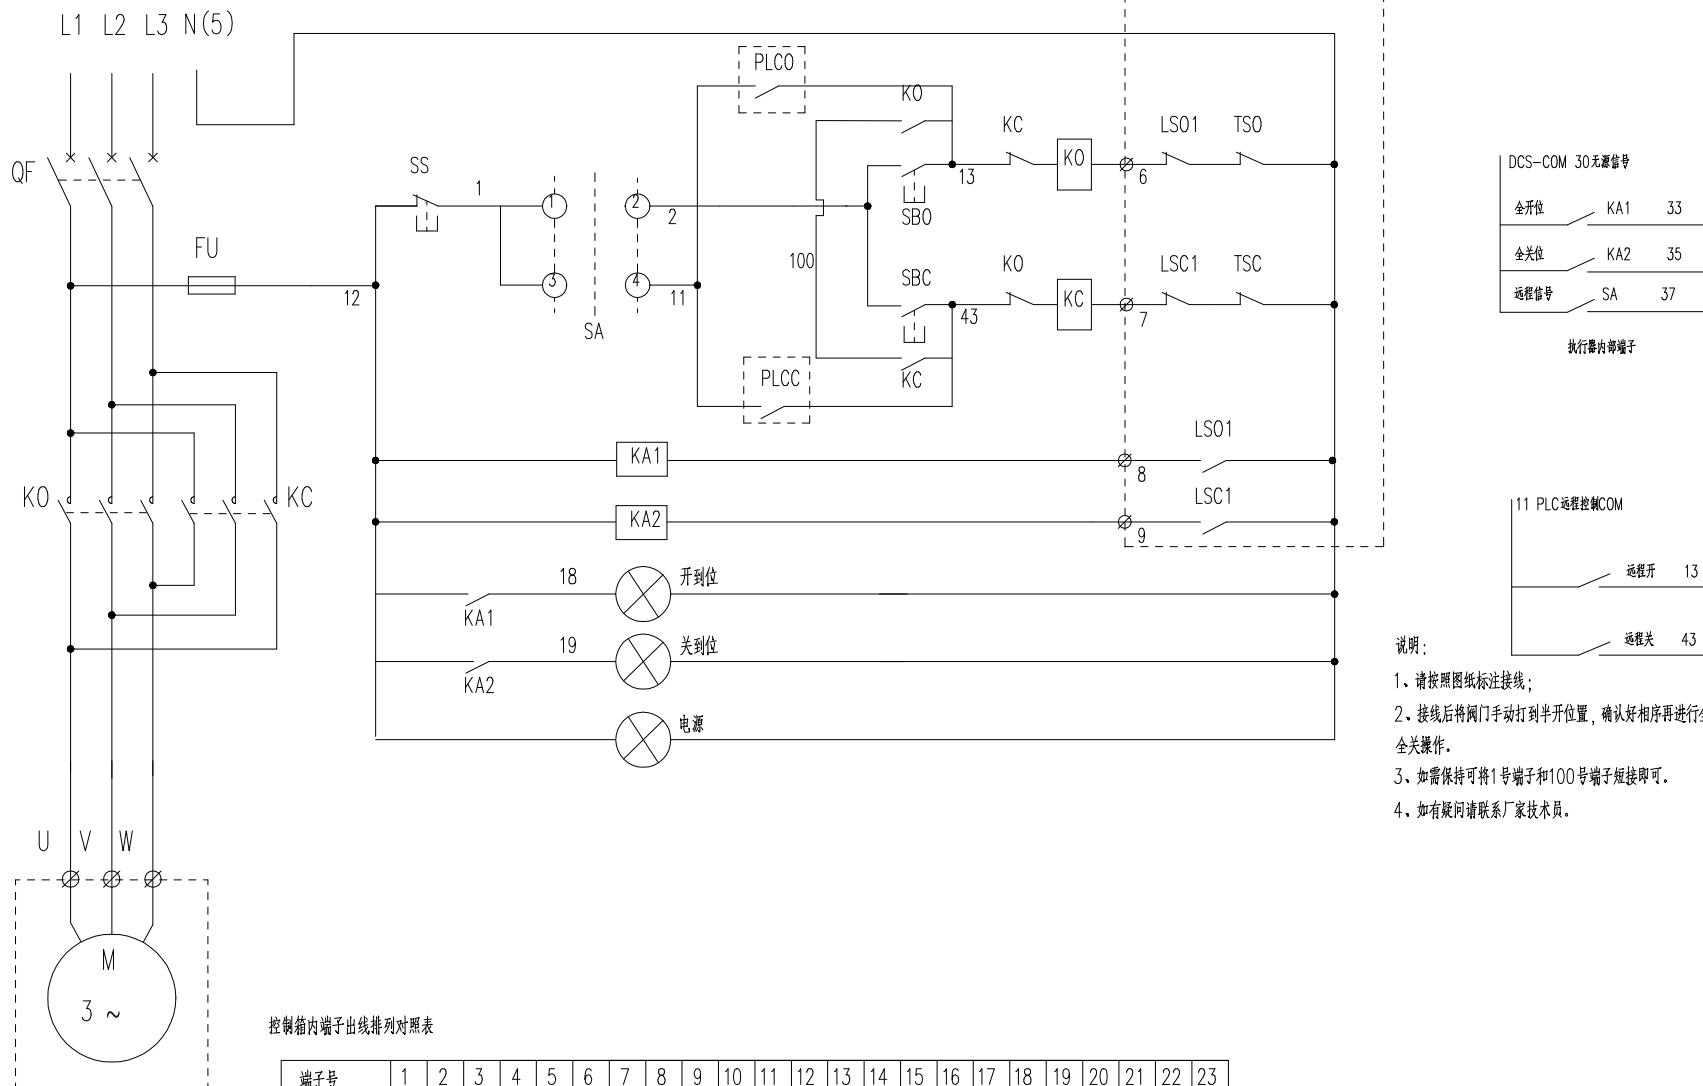 L1 L2 L3 N(5)
PLCO
KO
KC
KO
LSO1
TSO
QF
SS
1
1
2
2
13
6
SBO
DCS-COM 30无源信号
全开位 KA1 33
全关位 KA2 35
远程信号 SA 37
执行器内部端子
FU
12
3
4
11
SA
100
SBC
43
KO
KC
LSC1
TSC
7
PLCC
KC
KA1
8
LSO1
KO
KC
KA2
9
LSC1
11 PLC远程控制COM
远程开 13
远程关 43
18
开到位
KA1
19
关到位
KA2
电源
说明：
1、请按照图纸标注接线；
2、接线后将阀门手动打到半开位置，确认好相序再进行全
全关操作。
3、如需保持可将1号端子和100号端子短接即可。
4、如有疑问请联系厂家技术员。
U V W
M
3 ~
控制箱内端子出线排列对照表
端子号 1 2 3 4 5 6 7 8 9 10 11 12 13 14 15 16 17 18 19 20 21 22 23